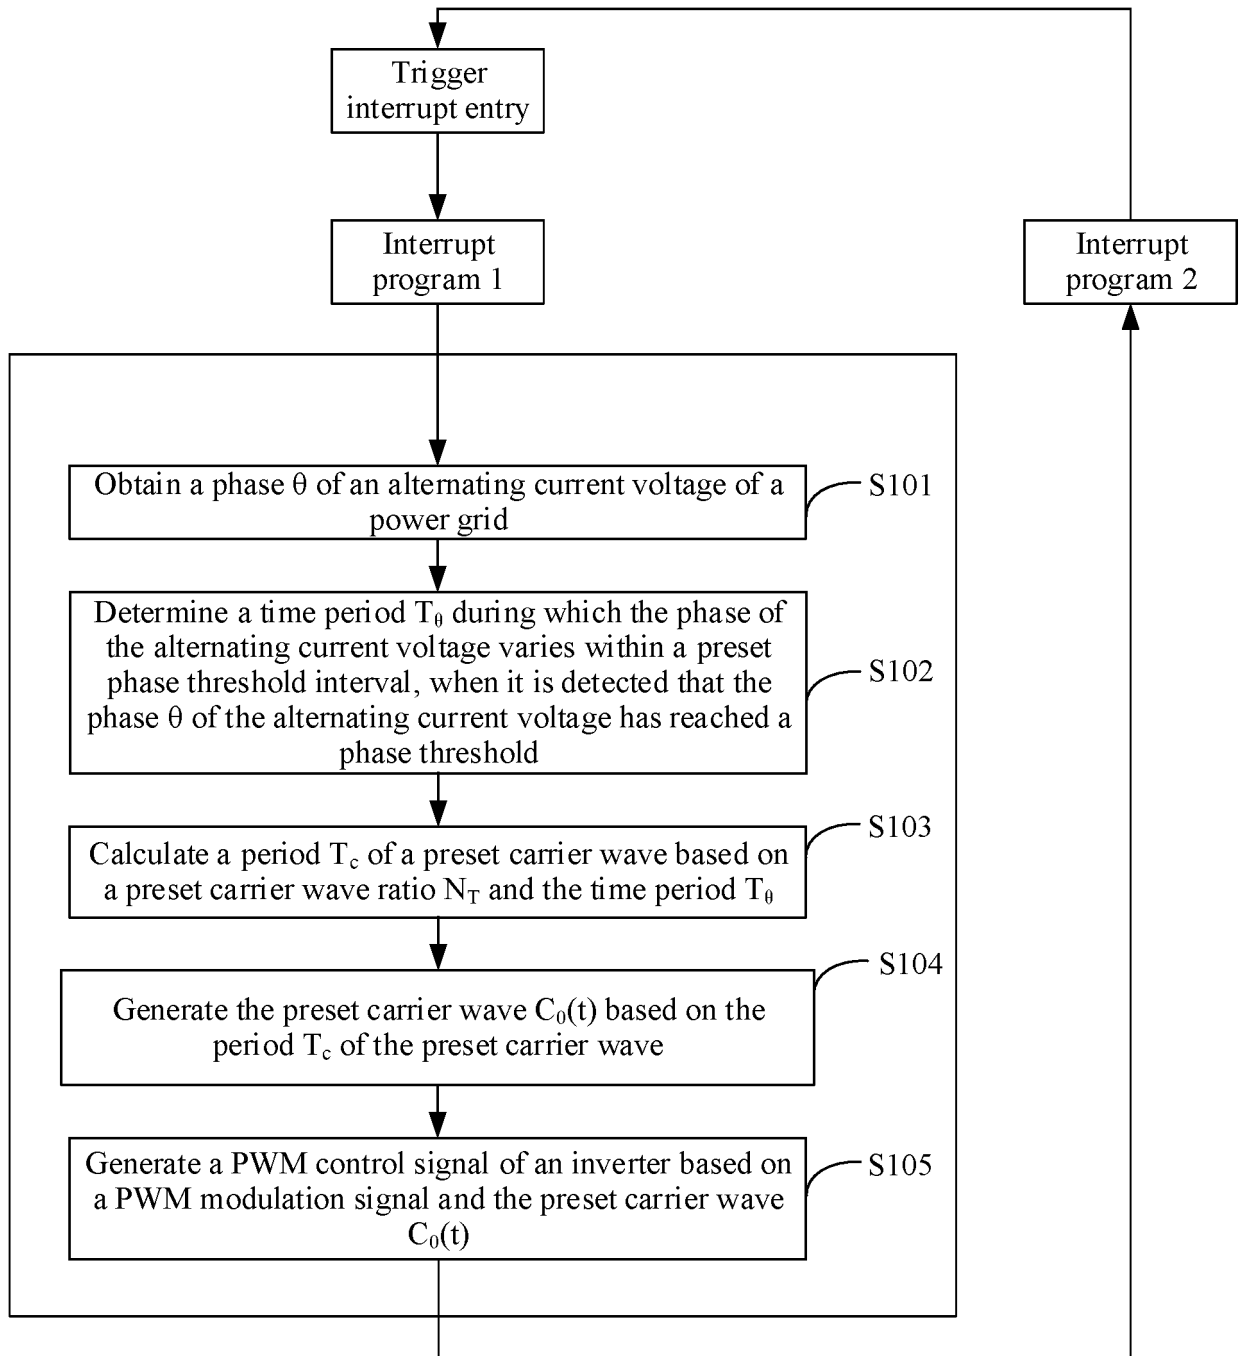 Trigger
interrupt entry
Interrupt
program 1
Interrupt
program 2
Obtain a phase θ of an alternating current voltage of a
power grid
S101
Determine a time period Tθ during which the phase of
the alternating current voltage varies within a preset
phase threshold interval, when it is detected that the
phase θ of the alternating current voltage has reached a
phase threshold
S102
Calculate a period Tc of a preset carrier wave based on
a preset carrier wave ratio NT and the time period Tθ
S103
Generate the preset carrier wave C0(t) based on the
period Tc of the preset carrier wave
S104
Generate a PWM control signal of an inverter based on
a PWM modulation signal and the preset carrier wave
C0(t)
S105